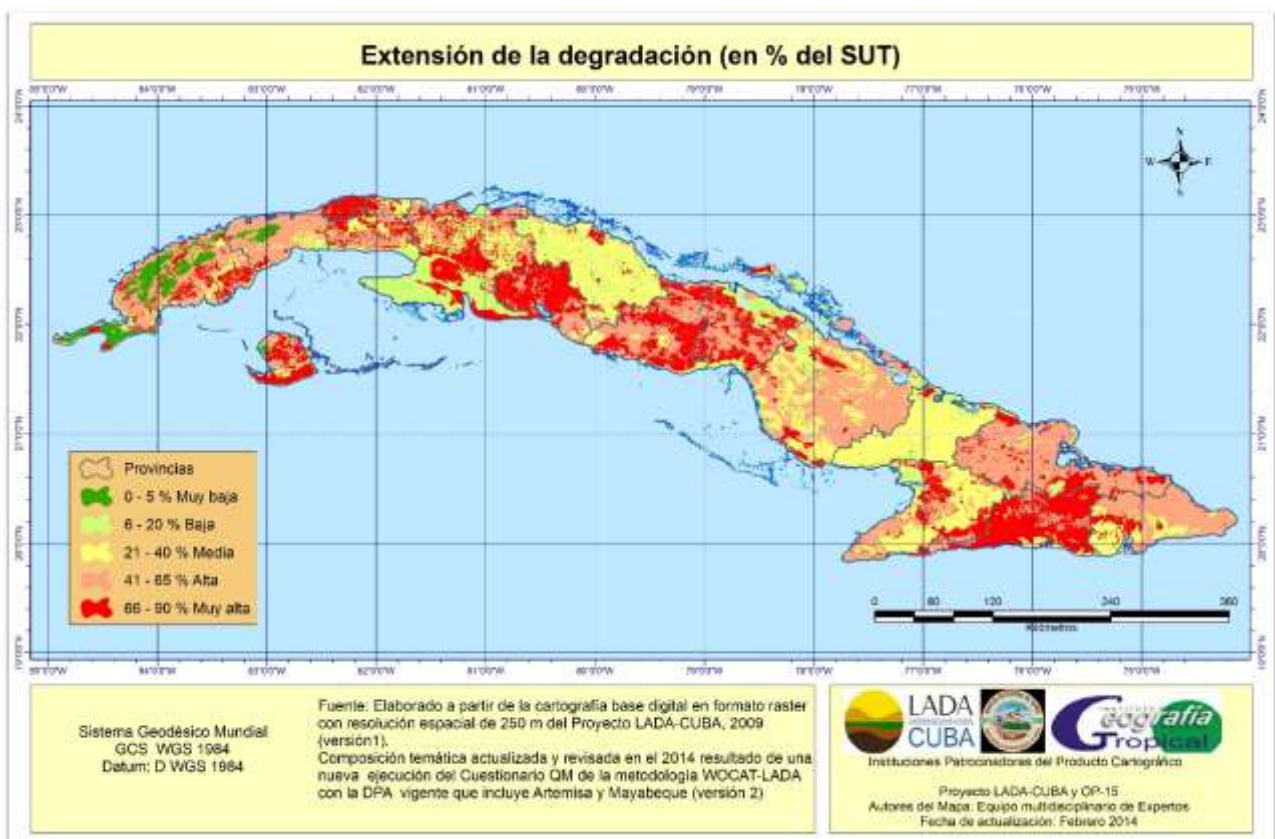 Extensión de la degradación (en % del SUT)
N
W
S
Provincias
0 - 5 % Muy baja
6 - 20 % Baja
21 - 40 % Media
41 - 65 % Alta
66 - 90 % Muy alta
0 60 120 240 360
Kilómetros
Sistema Geodésico Mundial
GCS WGS 1984
Datum: D WGS 1984
Fuente: Elaborado a partir de la cartografía base digital en formato raster
con resolución espacial de 250 m del Proyecto LADA-CUBA, 2009
(versión1).
Composición temática actualizada y revisada en el 2014 resultado de una
nueva ejecución del Cuestionario QM de la metodología WOCAT-LADA
con la DPA vigente que incluye Artemisa y Mayabeque (versión 2)
LADA
CUBA
Geografía
Tropical
Instituciones Patrocinadoras del Producto Cartográfico
Proyecto LADA-CUBA y OP-15
Autores del Mapa: Equipo multidisciplinario de Expertos
Fecha de actualización: Febrero 2014